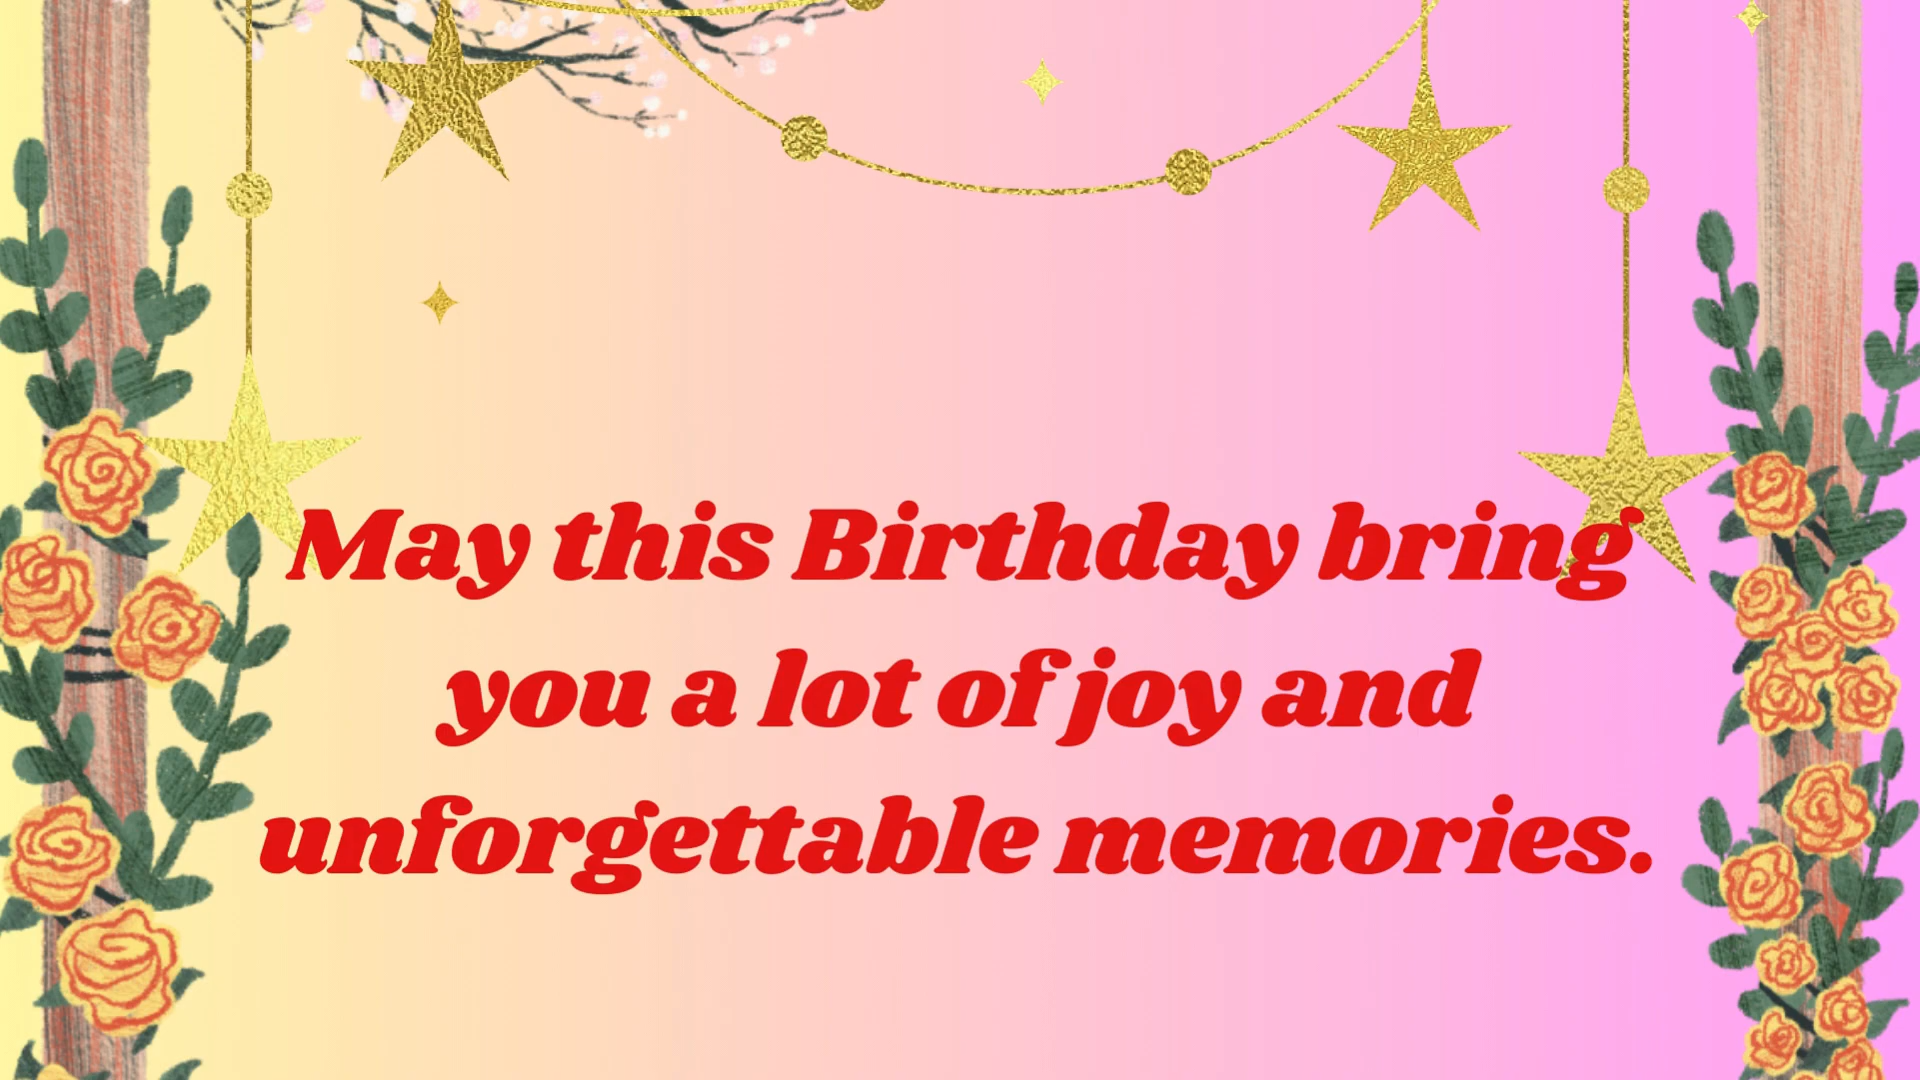 May this Birthday bring
you a lot of joy and
unforgettable memories.